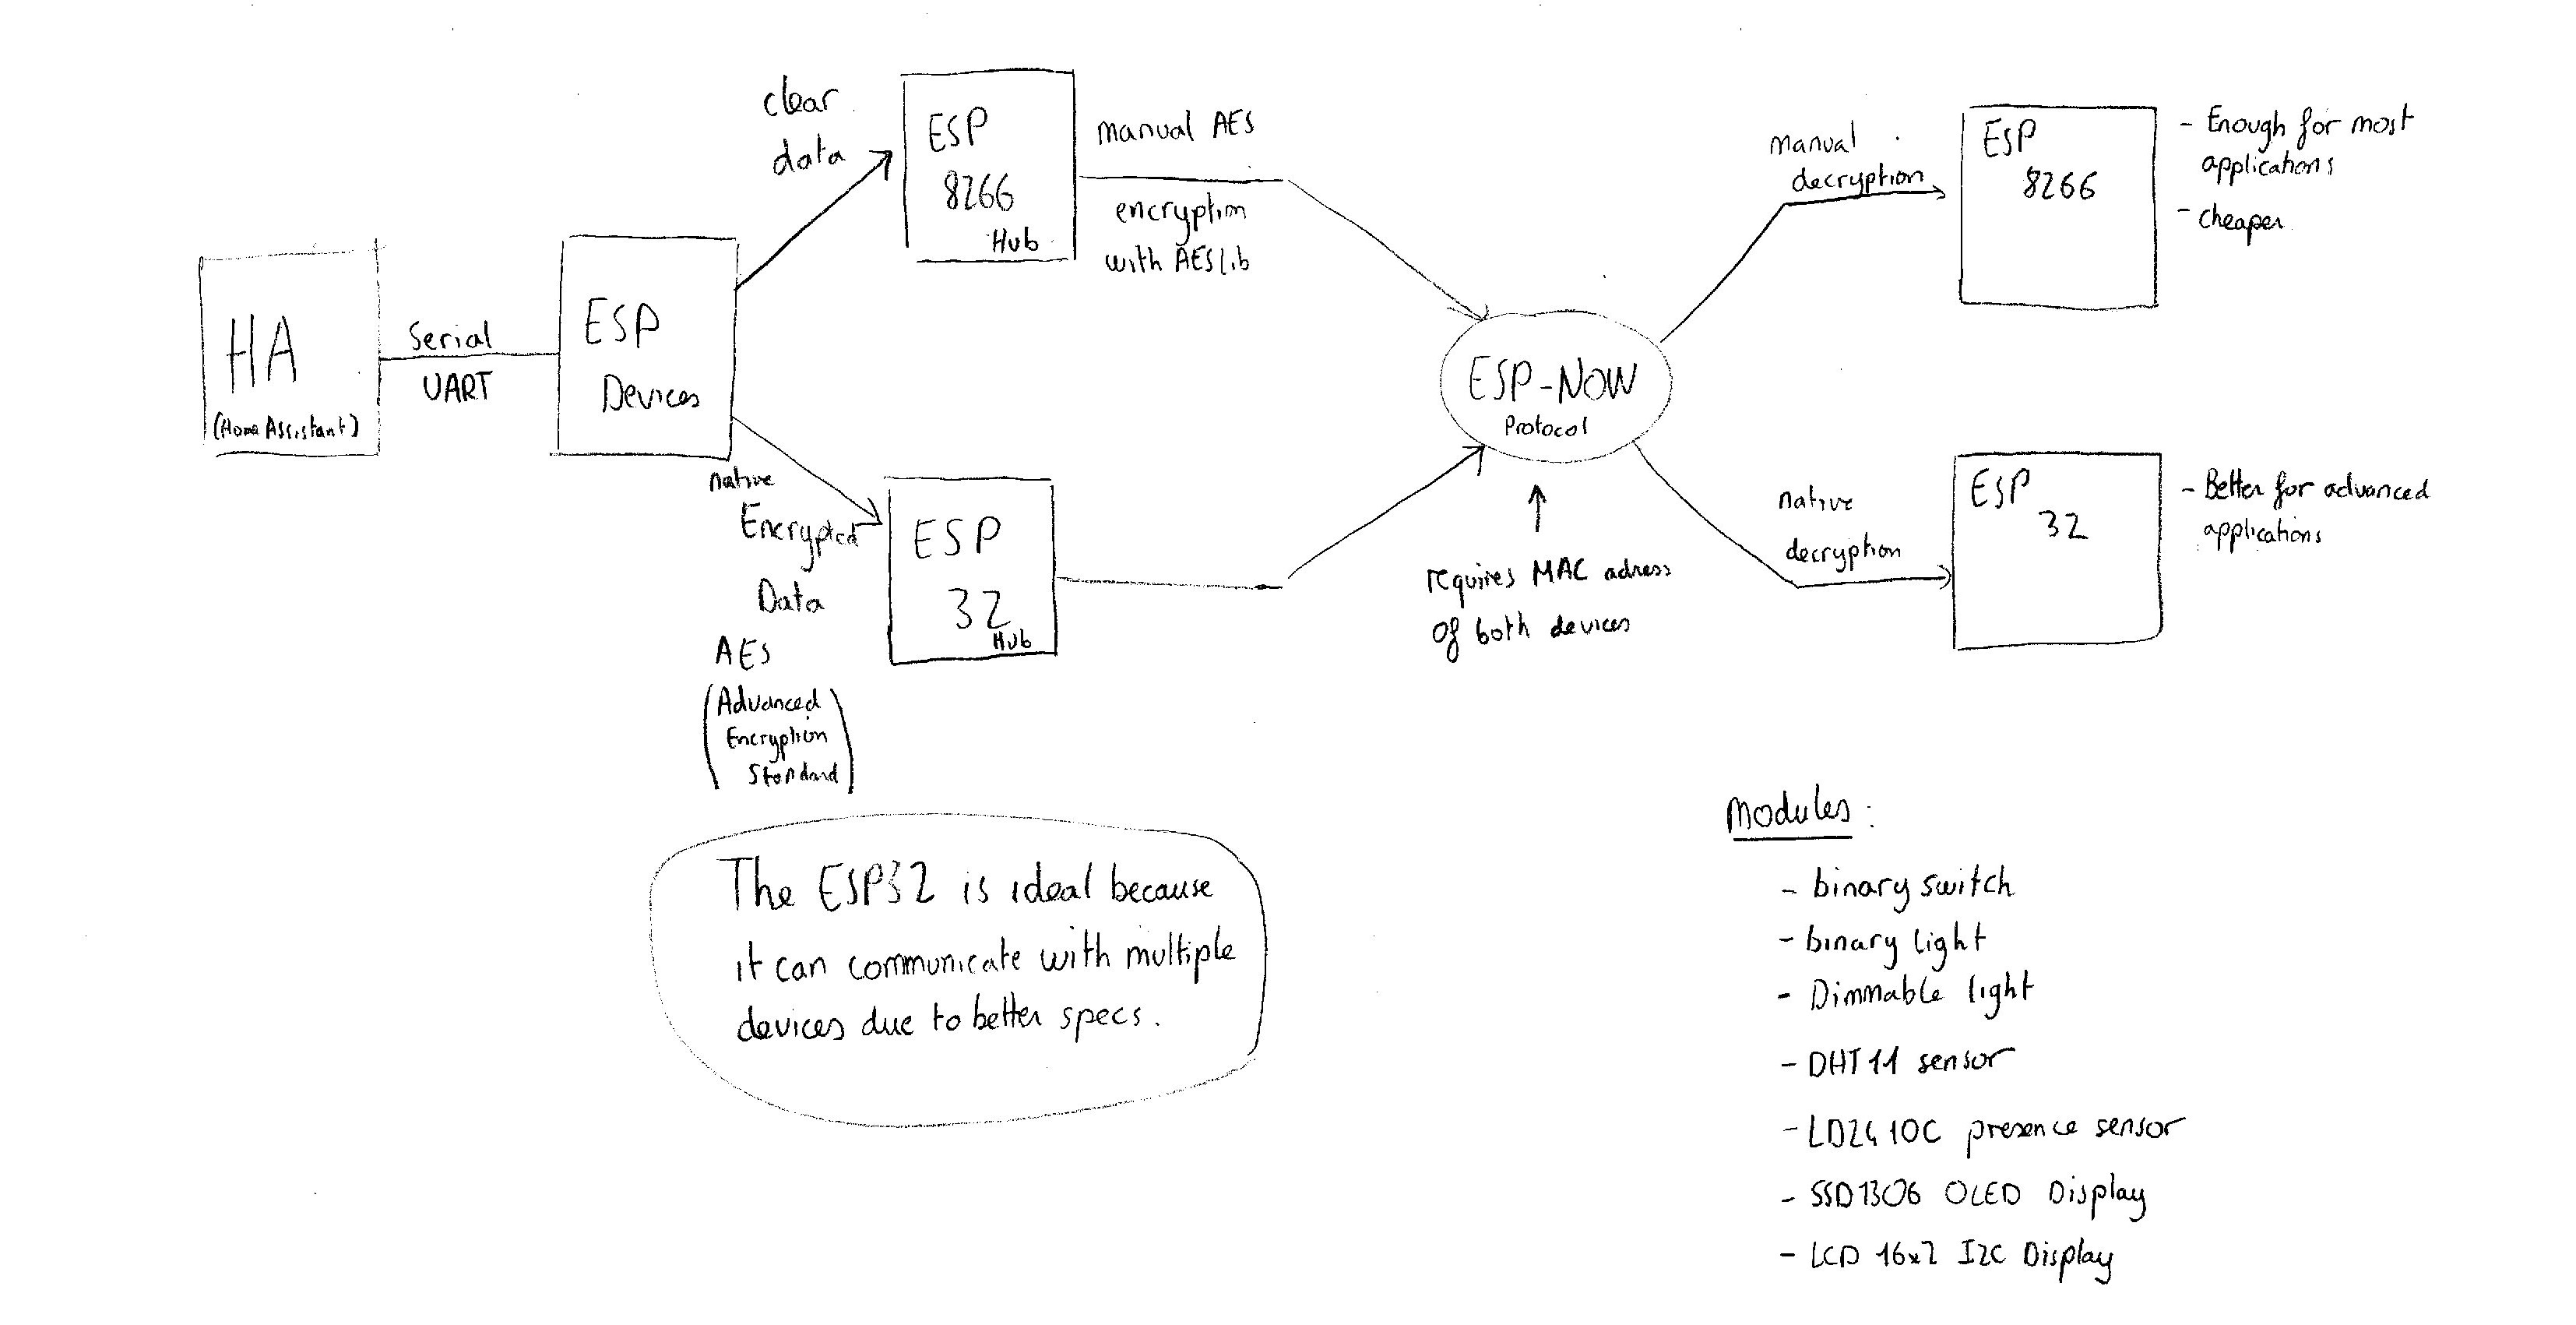 HA
(Home Assistant)
Serial
UART
ESP
Devices
clear
data
ESP
8266
Hub
manual AES
encryption
with AESLib
native
Encrypted
Data
AES
(Advanced
Encryption
Standard)
ESP
32
Hub
ESP-NOW
Protocol
requires MAC adress
of both devices
manual
decryption
ESP
8266
- Enough for most
applications
- cheaper
native
decryption
ESP
32
- Better for advanced
applications
The ESP32 is ideal because
it can communicate with multiple
devices due to better specs.
Modules :
- binary switch
- binary light
- Dimmable light
- DHT11 sensor
- LD2410C presence sensor
- SSD1306 OLED Display
- LCD 16x2 I2C Display